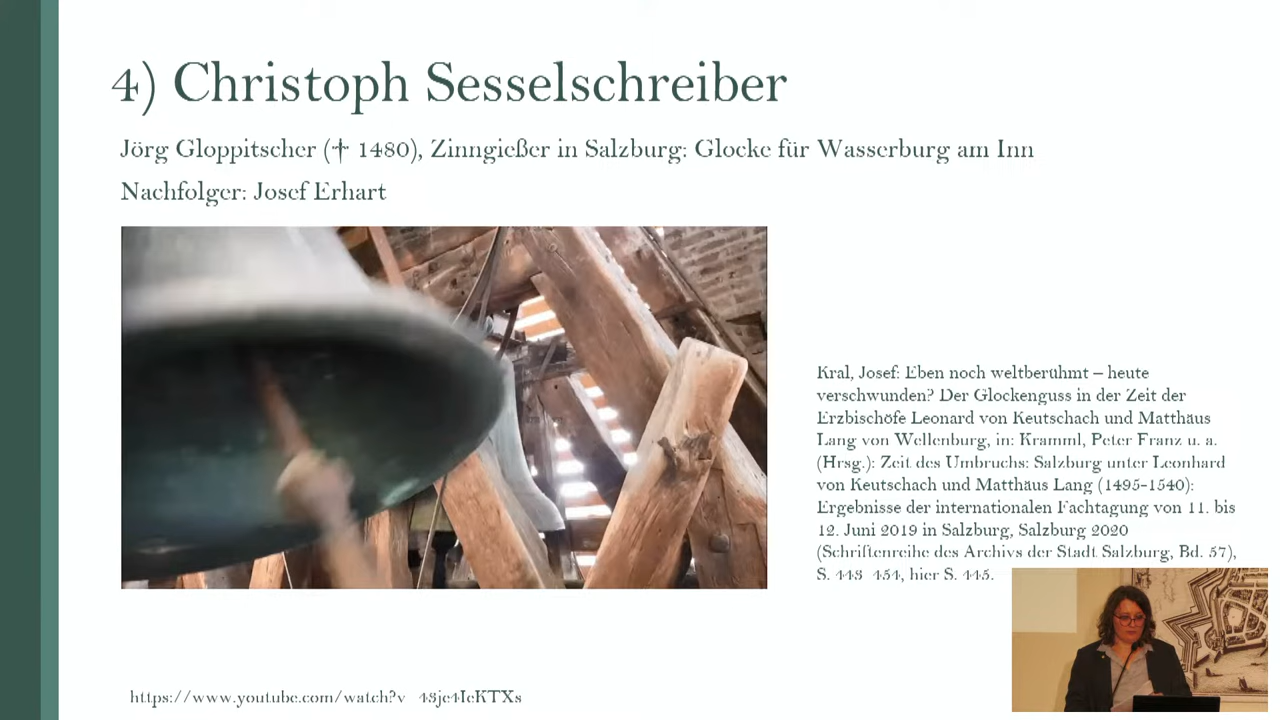 4) Christoph Sesselschreiber
Jörg Gloppitscher († 1480), Zinngießer in Salzburg: Glocke für Wasserburg am Inn
Nachfolger: Josef Erhart
Kral, Josef: Eben noch weltberühmt – heute
verschwunden? Der Glockenguss in der Zeit der
Erzbischöfe Leonard von Keutschach und Matthäus
Lang von Wellenburg, in: Kramml, Peter Franz u. a.
(Hrsg.): Zeit des Umbruchs: Salzburg unter Leonhard
von Keutschach und Matthäus Lang (1495-1540):
Ergebnisse der internationalen Fachtagung von 11. bis
12. Juni 2019 in Salzburg, Salzburg 2020
(Schriftenreihe des Archivs der Stadt Salzburg, Bd. 57),
S. hier S.
https://www.youtube.com/watch?v